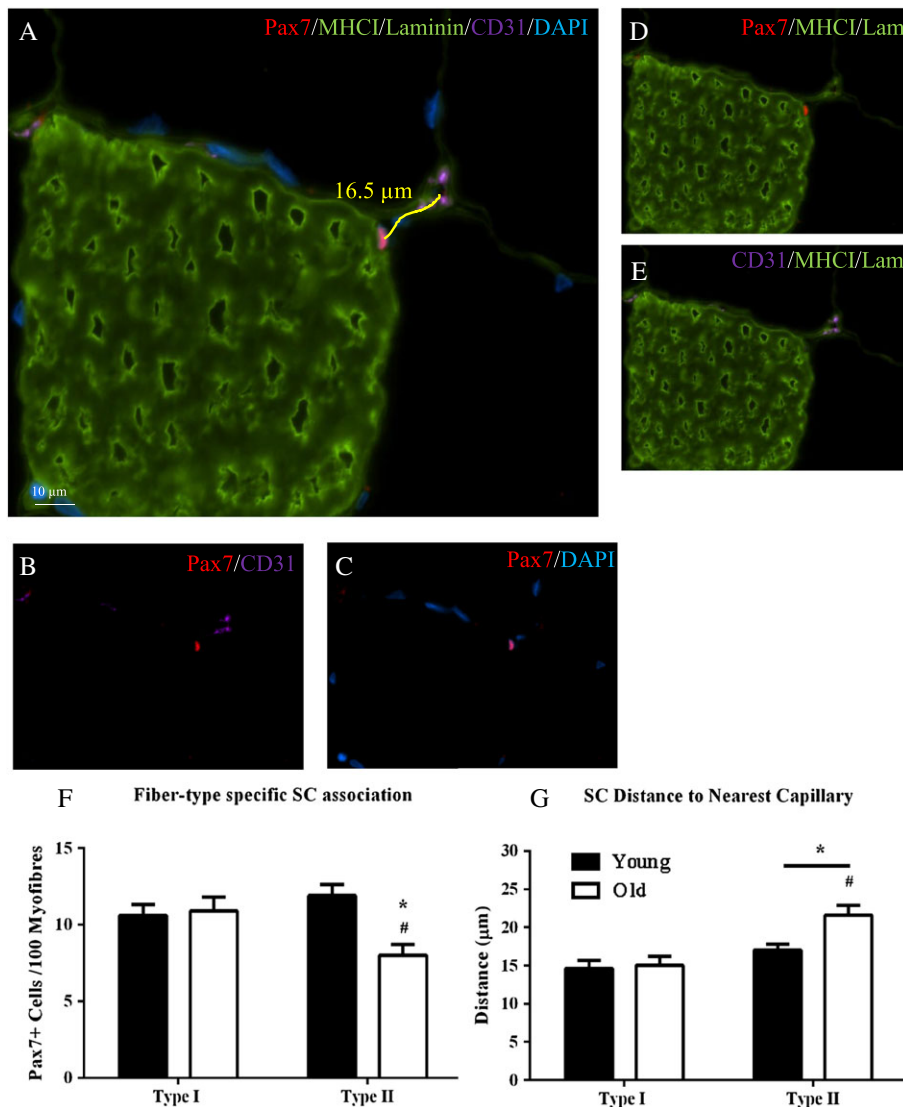 A
Pax7/MHCI/Laminin/CD31/DAPI
16.5 µm
10 µm
D
Pax7/MHCI/Lam
E
CD31/MHCI/Lam
B
Pax7/CD31
C
Pax7/DAPI
F
Fiber-type specific SC association
Pax7+ Cells /100 Myofibres
15
10
5
0
*
#
Type I
Type II
G
SC Distance to Nearest Capillary
Distance (µm)
30
25
20
15
10
5
0
Young
Old
*
#
Type I
Type II